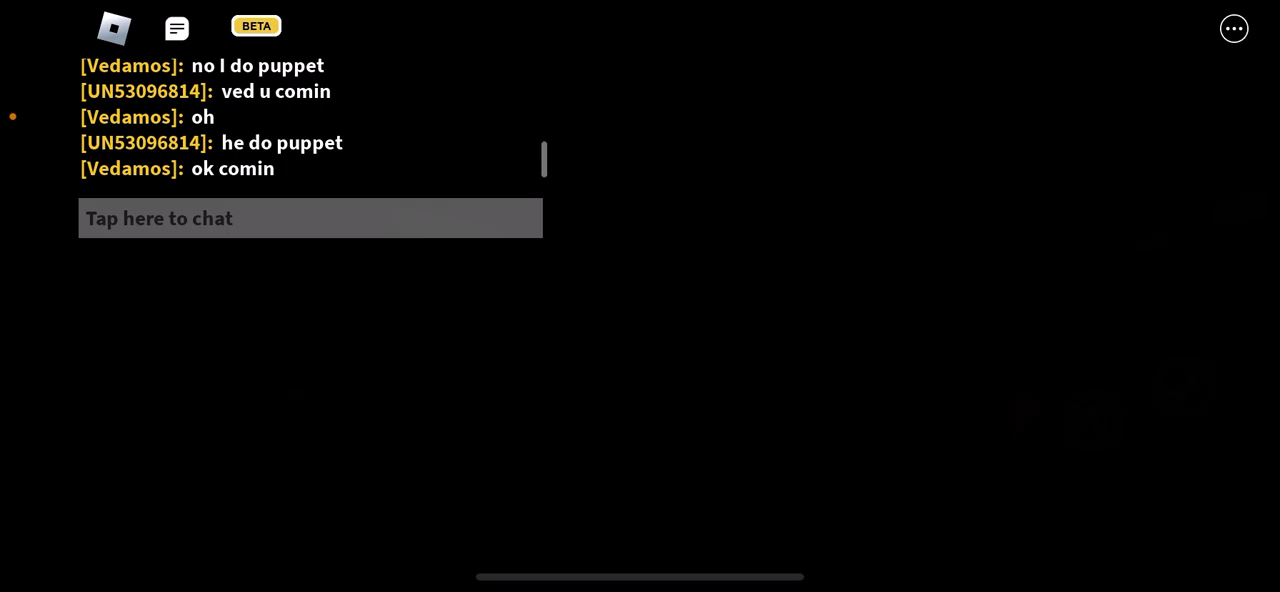 BETA
[Vedamos]: no I do puppet
[UN53096814]: ved u comin
[Vedamos]: oh
[UN53096814]: he do puppet
[Vedamos]: ok comin
Tap here to chat